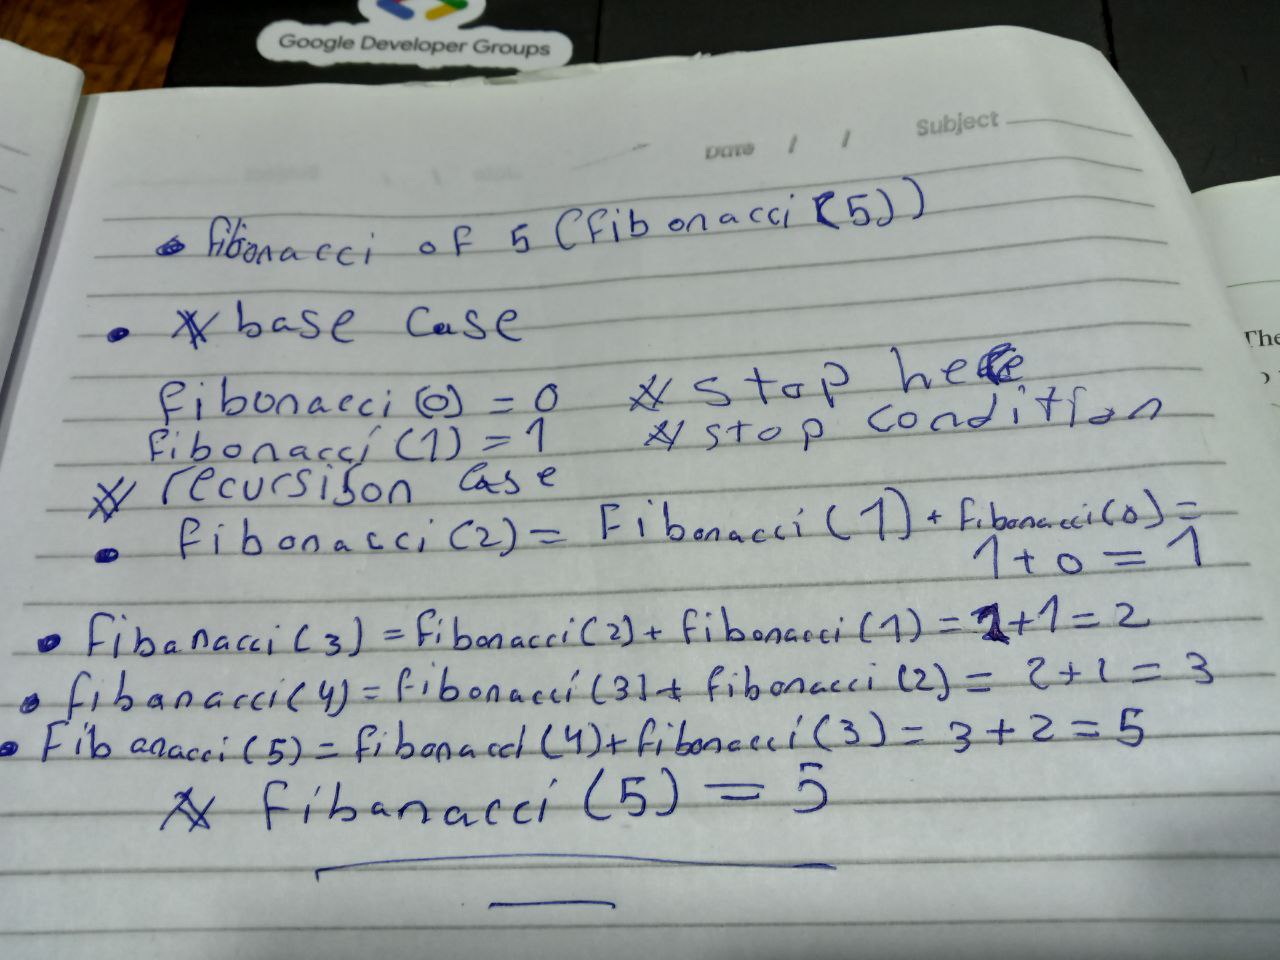 Google Developer Groups
Date / /
Subject
• fibonacci of 5 (fibonacci (5))
• * base case
fibonacci (0) = 0 * stop here
fibonacci (1) = 1 * stop condition
* recursison case
• fibonacci (2) = Fibonacci (1) + fibonacci (0) =
1 + 0 = 1
• fibanacci (3) = fibonacci (2) + fibonacci (1) = 1 + 1 = 2
• fibanacci (4) = fibonacci (3) + fibonacci (2) = 2 + 1 = 3
• Fibanacci (5) = fibonacci (4) + fibonacci (3) = 3 + 2 = 5
* fibanacci (5) = 5
The